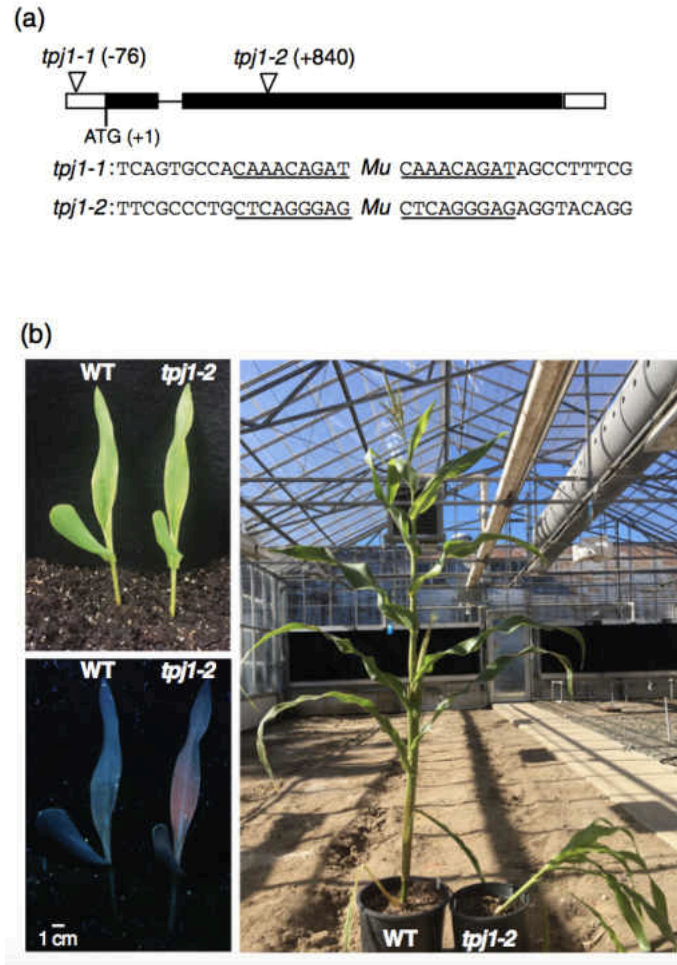 (a)
tpj1-1 (-76) tpj1-2 (+840)
ATG (+1)
tpj1-1:TCAGTGCCACAAACAGAT Mu CAAACAGATAGCCTTTCG
tpj1-2:TTCGCCCTGCTCAGGGAG Mu CTCAGGGAGAGGTACAGG
(b)
WT tpj1-2
WT tpj1-2
1 cm
WT tpj1-2